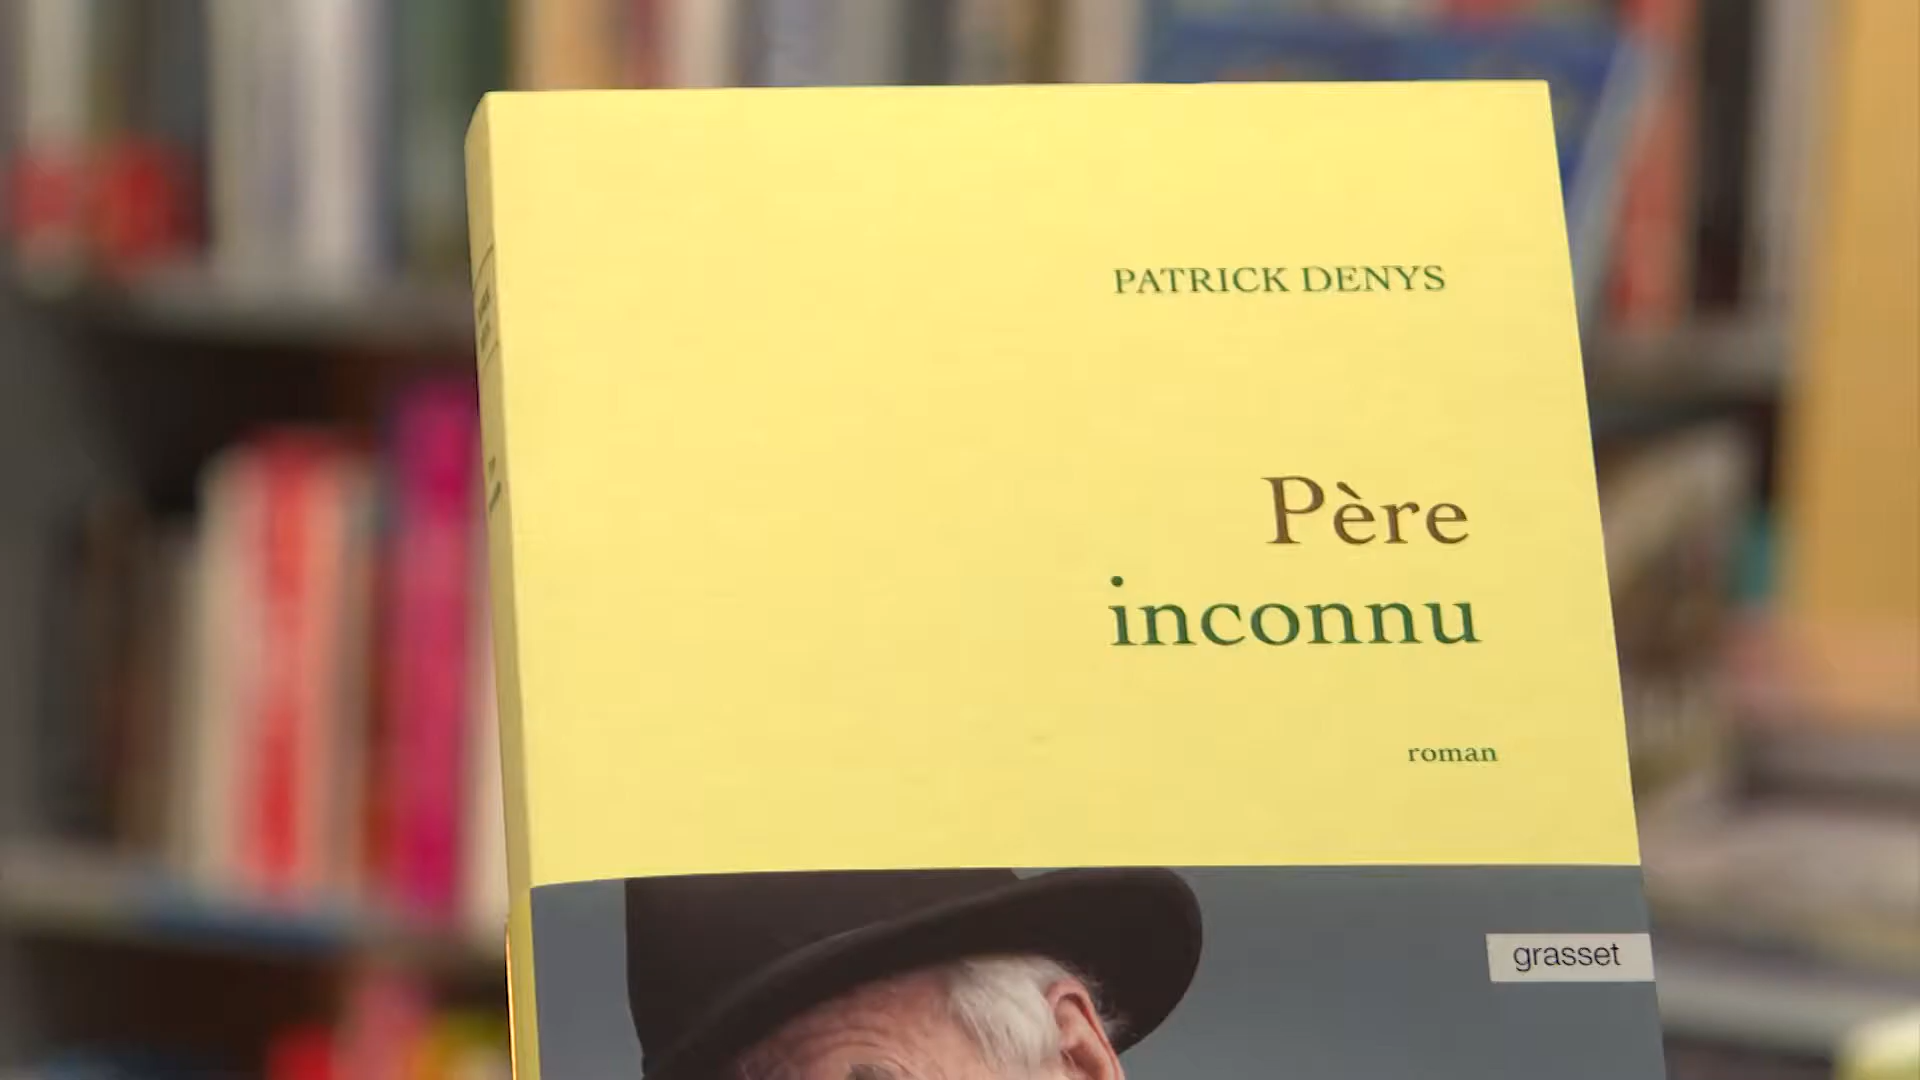 PATRICK DENYS
Père
inconnu
roman
grasset